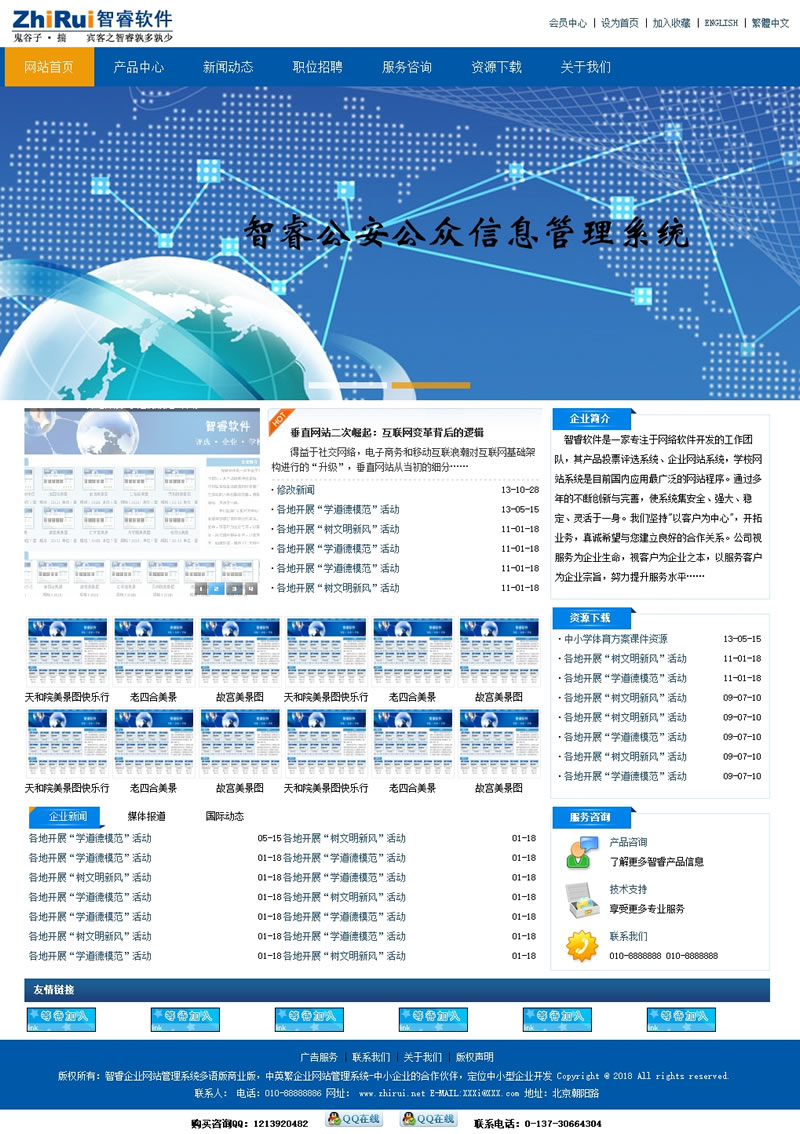 ZhiRui智睿软件
鬼谷子·揣 宾客之智睿孰多孰少
会员中心 | 设为首页 | 加入收藏 | ENGLISH | 繁體中文
网站首页 产品中心 新闻动态 职位招聘 服务咨询 资源下载 关于我们
智睿公安公众信息管理系统
智睿软件
1 2 3 4
HOT
垂直网站二次崛起：互联网变革背后的逻辑
得益于社交网络，电子商务和移动互联浪潮对互联网基础架
构进行的“升级”，垂直网站从当初的细分……
·修改新闻 13-10-28
·各地开展“学道德模范”活动 13-05-15
·各地开展“树文明新风”活动 11-01-18
·各地开展“学道德模范”活动 11-01-18
·各地开展“学道德模范”活动 11-01-18
·各地开展“树文明新风”活动 11-01-18
企业简介
智睿软件是一家专注于网络软件开发的工作团
队，其产品投票评选系统、企业网站系统，学校网
站系统是目前国内应用最广泛的网站程序。通过多
年的不断创新与完善，使系统集安全、强大、稳
定、灵活于一身。我们坚持"以客户为中心"，开拓
业务，真诚希望与您建立良好的合作关系。公司视
服务为企业生命，视客户为企业之本，以服务客户
为企业宗旨，努力提升服务水平……
天和院美景图快乐行 老四合美景 故宫美景图 天和院美景图快乐行 老四合美景 故宫美景图
天和院美景图快乐行 老四合美景 故宫美景图 天和院美景图快乐行 老四合美景 故宫美景图
资源下载
·中小学体育方案课件资源 13-05-15
·各地开展“树文明新风”活动 11-01-18
·各地开展“学道德模范”活动 11-01-18
·各地开展“树文明新风”活动 09-07-10
·各地开展“学道德模范”活动 09-07-10
·各地开展“学道德模范”活动 09-07-10
·各地开展“树文明新风”活动 09-07-10
·各地开展“学道德模范”活动 09-07-10
企业新闻 媒体报道 国际动态
各地开展“学道德模范”活动 05-15 各地开展“树文明新风”活动 01-18
各地开展“学道德模范”活动 01-18 各地开展“学道德模范”活动 01-18
各地开展“树文明新风”活动 01-18 各地开展“树文明新风”活动 01-18
各地开展“学道德模范”活动 01-18 各地开展“学道德模范”活动 01-18
各地开展“学道德模范”活动 01-18 各地开展“树文明新风”活动 01-18
各地开展“树文明新风”活动 01-18 各地开展“学道德模范”活动 01-18
各地开展“学道德模范”活动 01-18 各地开展“树文明新风”活动 01-18
服务咨询
产品咨询
了解更多智睿产品信息
技术支持
享受更多专业服务
联系我们
010-8888888 010-8888888
友情链接
等待加入 等待加入 等待加入 等待加入 等待加入 等待加入
广告服务 | 联系我们 | 关于我们 | 版权声明
版权所有：智睿企业网站管理系统多语版商业版，中英繁企业网站管理系统-中小企业的合作伙伴，定位中小型企业开发 Copyright @ 2018 All rights reserved.
联系人： 电话：010-88888886 网址： www.zhirui.net E-MAIL:XXX@XXX.com 地址：北京朝阳路
购买咨询QQ：1213920482 QQ在线 QQ在线 联系电话：0-137-30664304